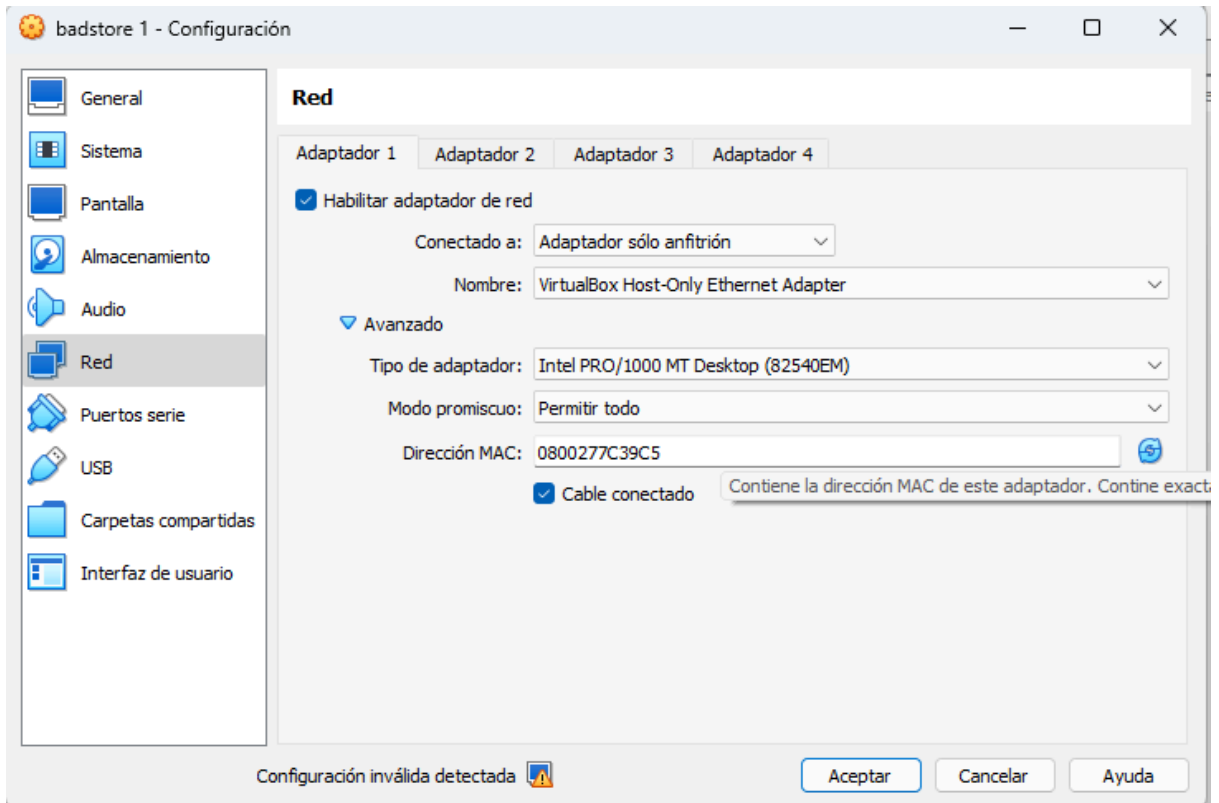 badstore 1 - Configuración
General
Sistema
Pantalla
Almacenamiento
Audio
Red
Puertos serie
USB
Carpetas compartidas
Interfaz de usuario
Red
Adaptador 1 Adaptador 2 Adaptador 3 Adaptador 4
Habilitar adaptador de red
Conectado a: Adaptador sólo anfitrión
Nombre: VirtualBox Host-Only Ethernet Adapter
Avanzado
Tipo de adaptador: Intel PRO/1000 MT Desktop (82540EM)
Modo promiscuo: Permitir todo
Dirección MAC: 0800277C39C5
Cable conectado
Contiene la dirección MAC de este adaptador. Contine exacta
Configuración inválida detectada
Aceptar Cancelar Ayuda